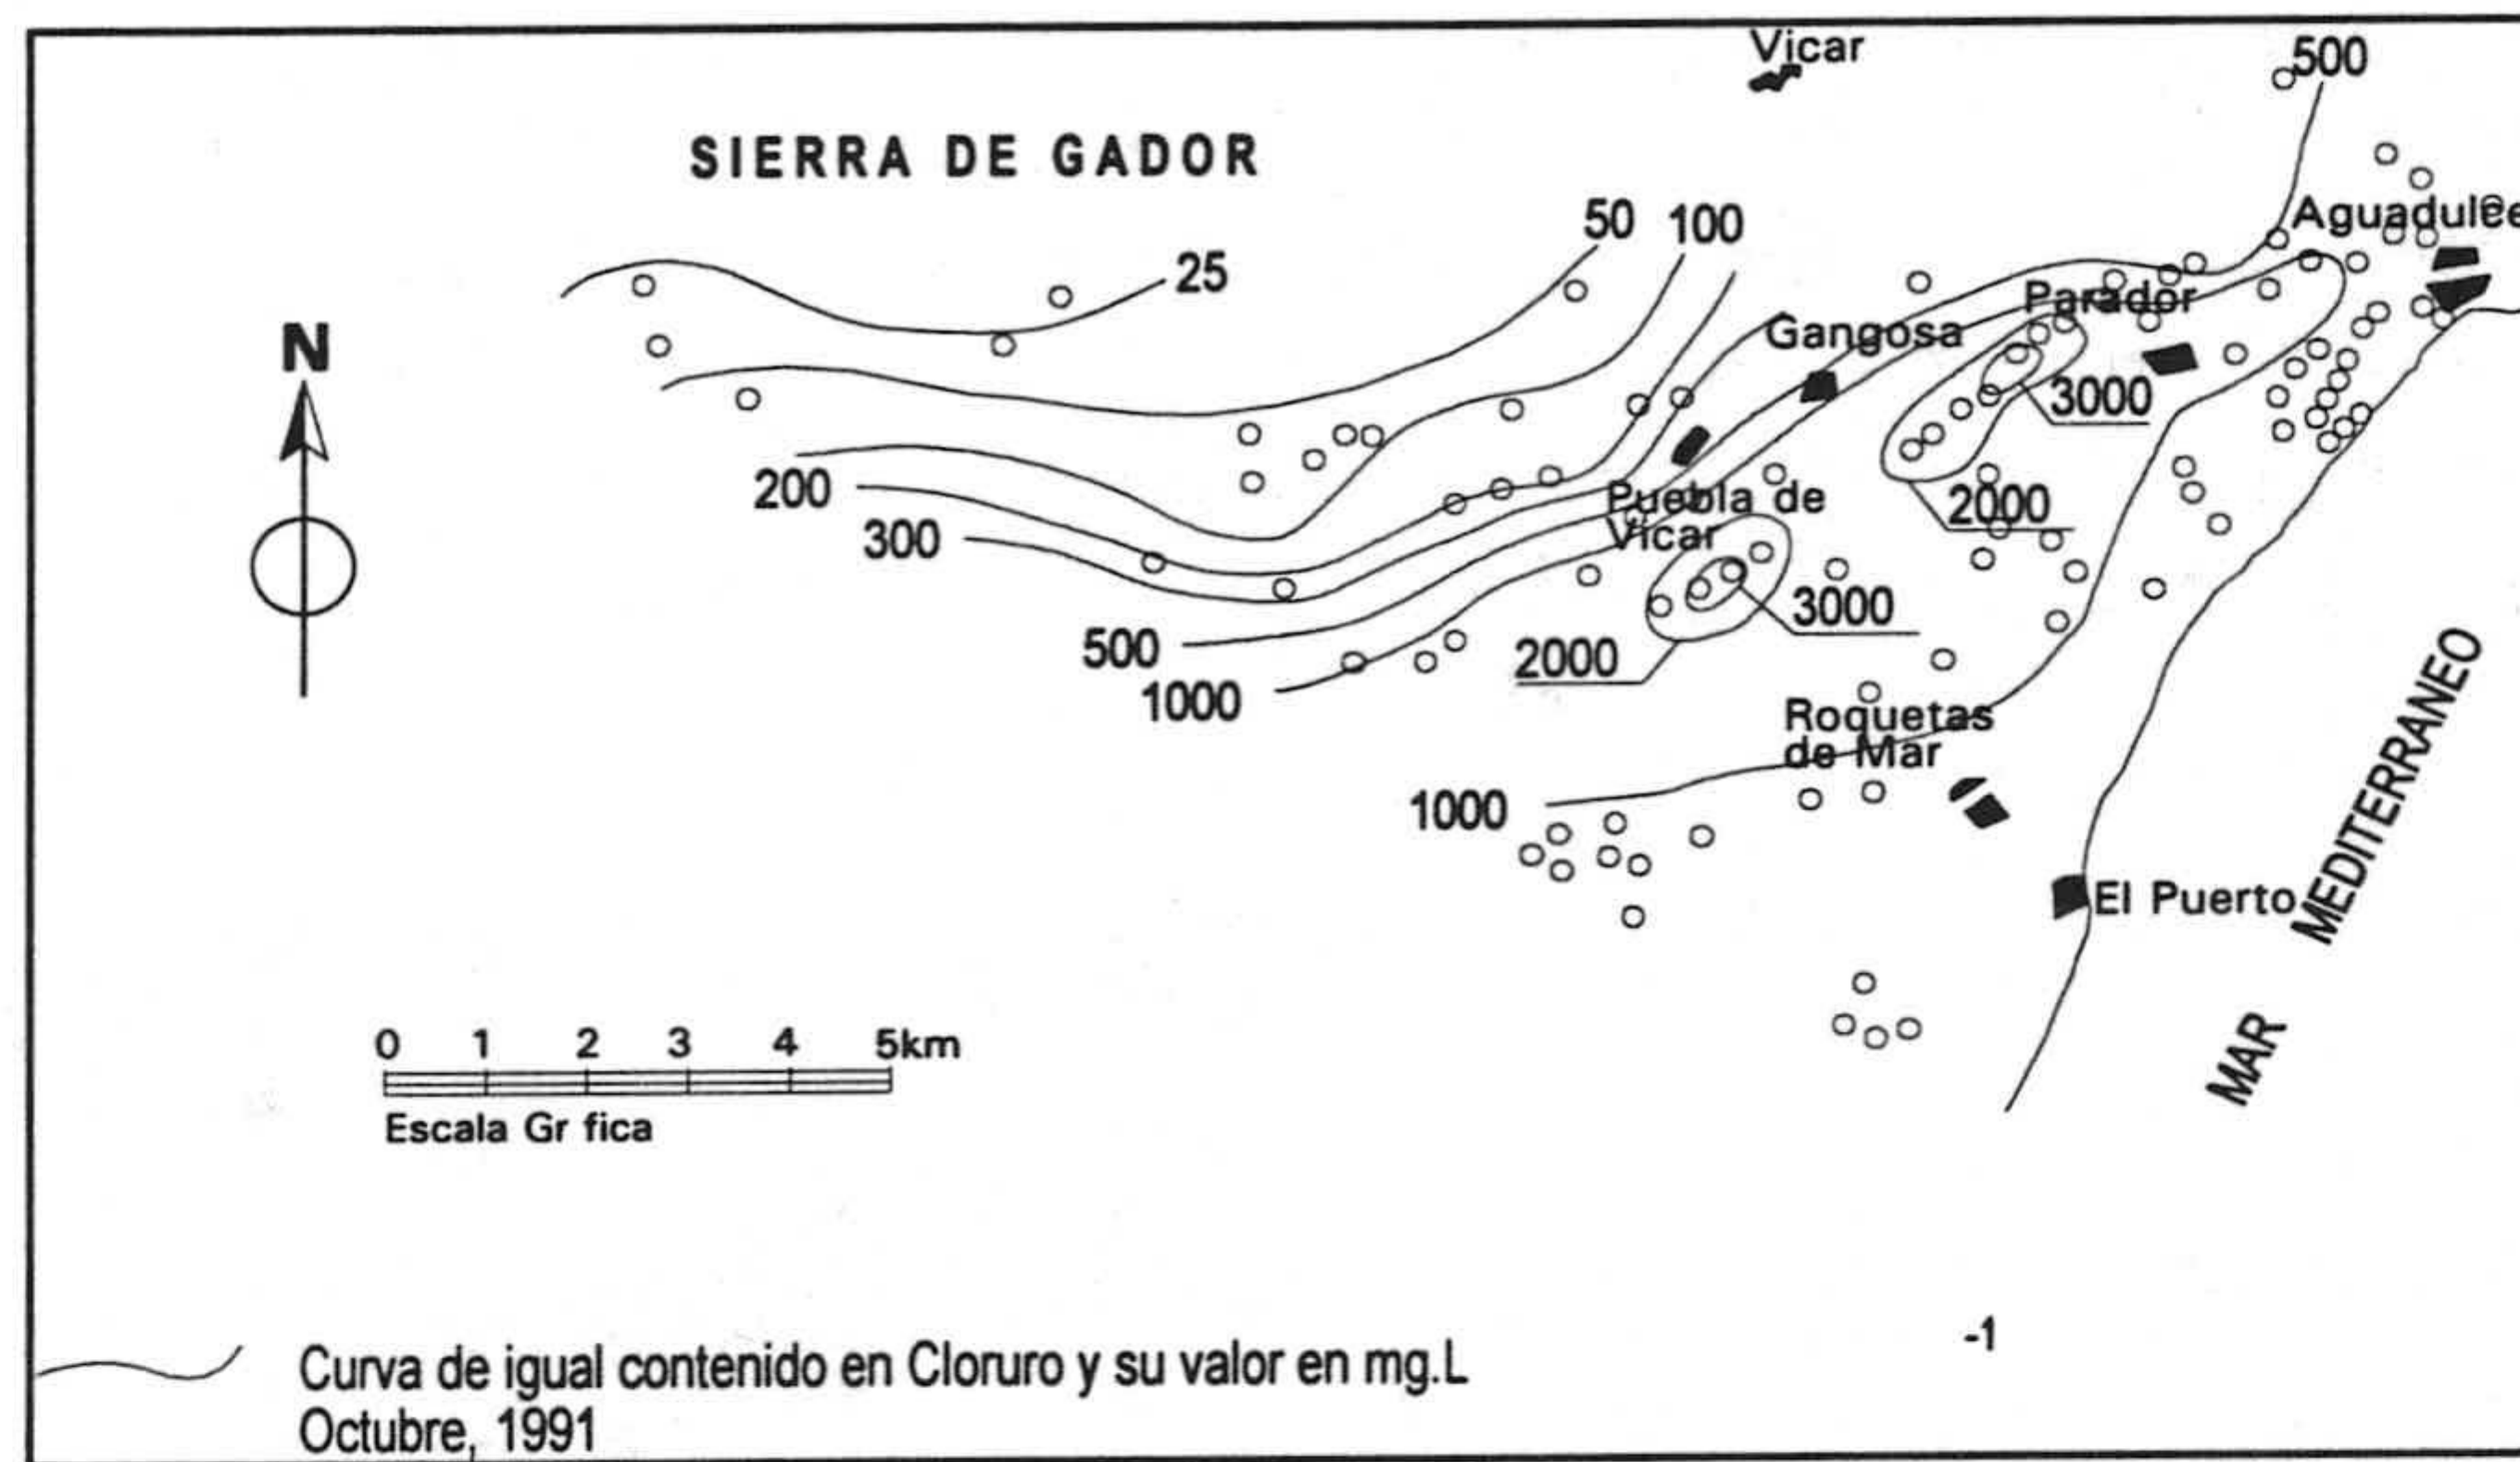 Vicar
500
SIERRA DE GADOR
50 100
Aguadulce
25
N
Parador
Gangosa
3000
200
Puebla de
Vicar
2000
300
3000
500
2000
1000
Roquetas
de Mar
1000
MAR MEDITERRANEO
El Puerto
0 1 2 3 4 5km
Escala Gr fica
-1
Curva de igual contenido en Cloruro y su valor en mg.L
Octubre, 1991